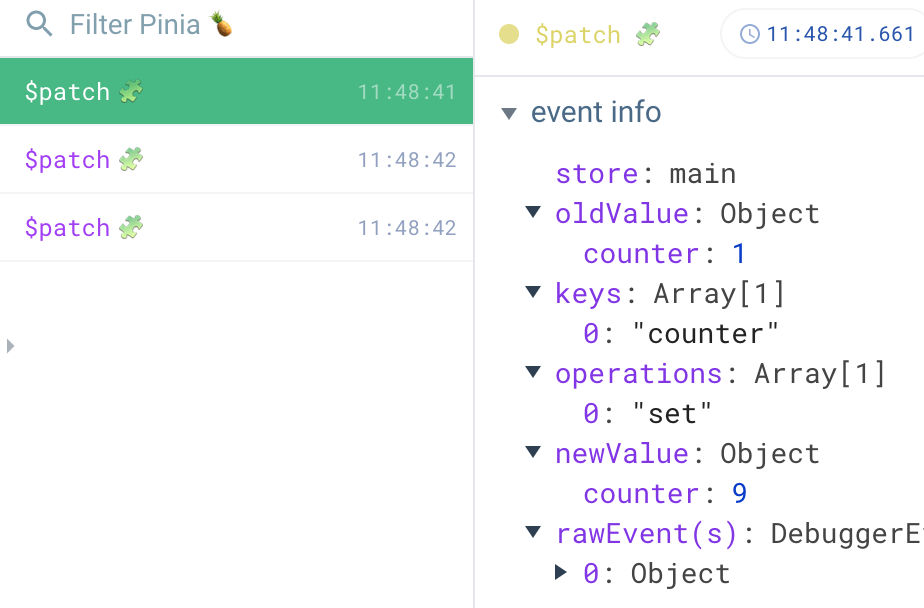 Filter Pinia 🍍
$patch 🧩 11:48:41
$patch 🧩 11:48:42
$patch 🧩 11:48:42
$patch 🧩 11:48:41.661
event info
store: main
oldValue: Object
counter: 1
keys: Array[1]
0: "counter"
operations: Array[1]
0: "set"
newValue: Object
counter: 9
rawEvent(s): DebuggerE
0: Object